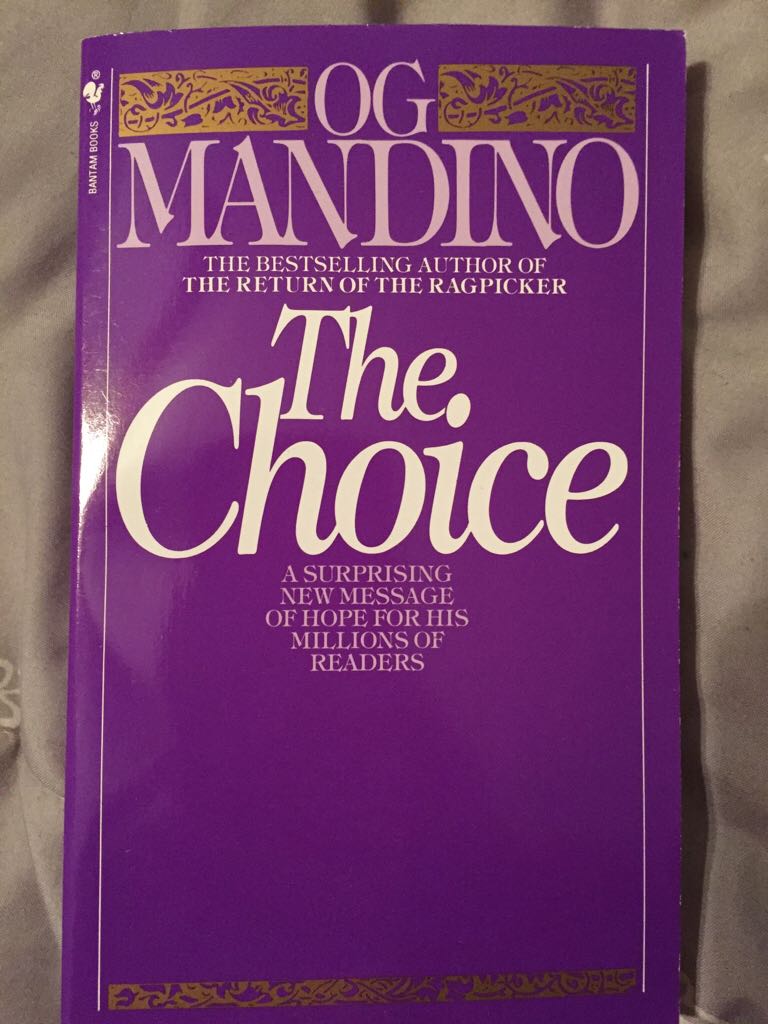 BANTAM BOOKS ®
OG
MANDINO
THE BESTSELLING AUTHOR OF
THE RETURN OF THE RAGPICKER
The
Choice
A SURPRISING
NEW MESSAGE
OF HOPE FOR HIS
MILLIONS OF
READERS